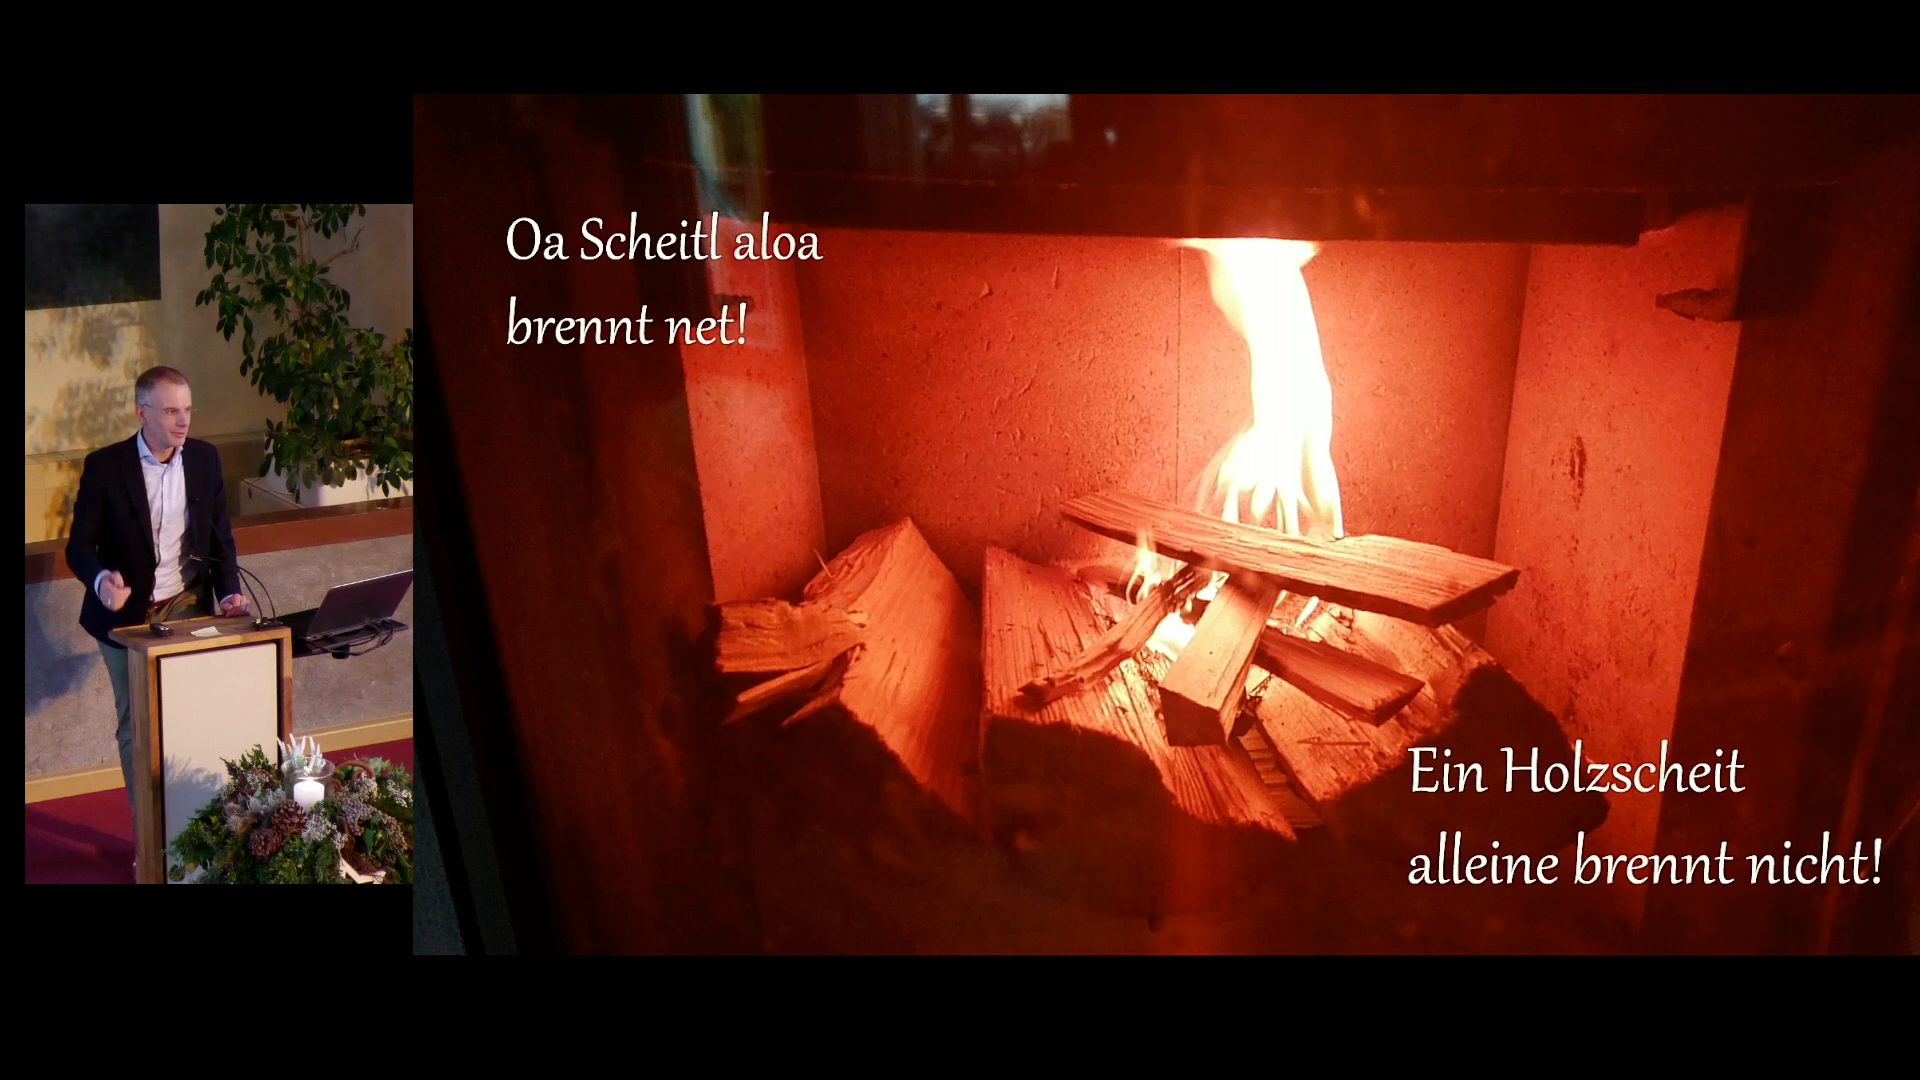 Oa Scheitl aloa
brennt net!
Ein Holzscheit
alleine brennt nicht!